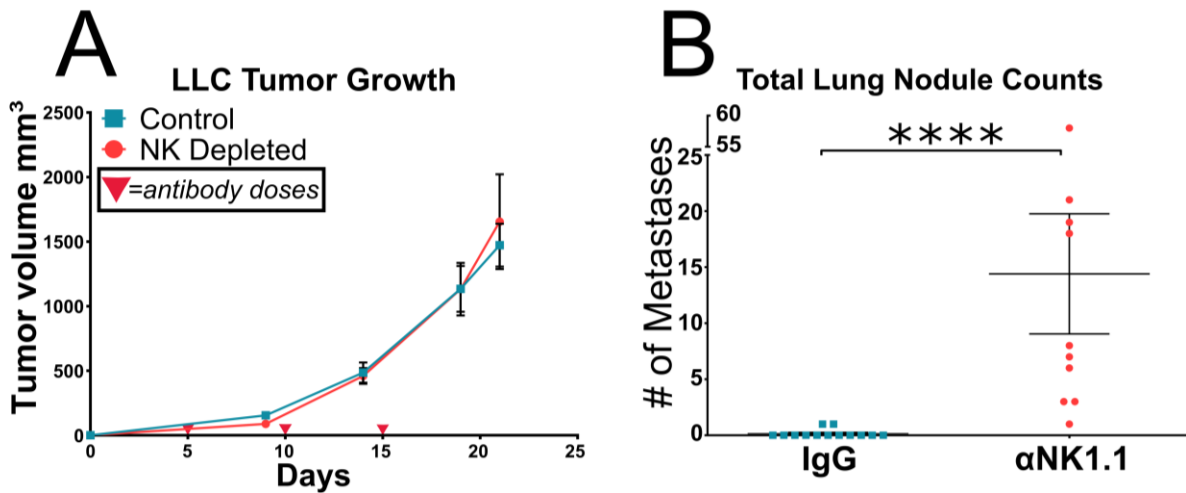 A
LLC Tumor Growth
Tumor volume mm³
2500
2000
1500
1000
500
0
Control
NK Depleted
=antibody doses
0 5 10 15 20 25
Days
B
Total Lung Nodule Counts
# of Metastases
60
55
25
20
15
10
5
0
****
IgG αNK1.1